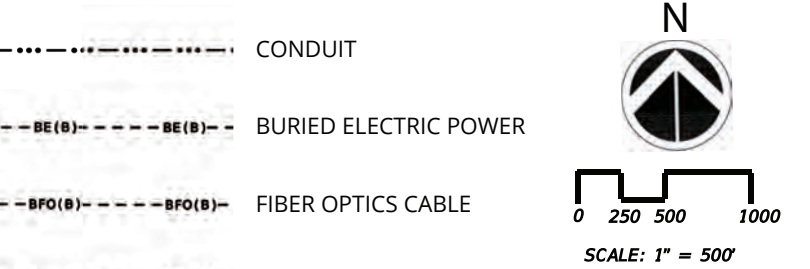 CONDUIT
BE(B) BE(B) BURIED ELECTRIC POWER
BFO(B) BFO(B) FIBER OPTICS CABLE
N
0 250 500 1000
SCALE: 1" = 500'